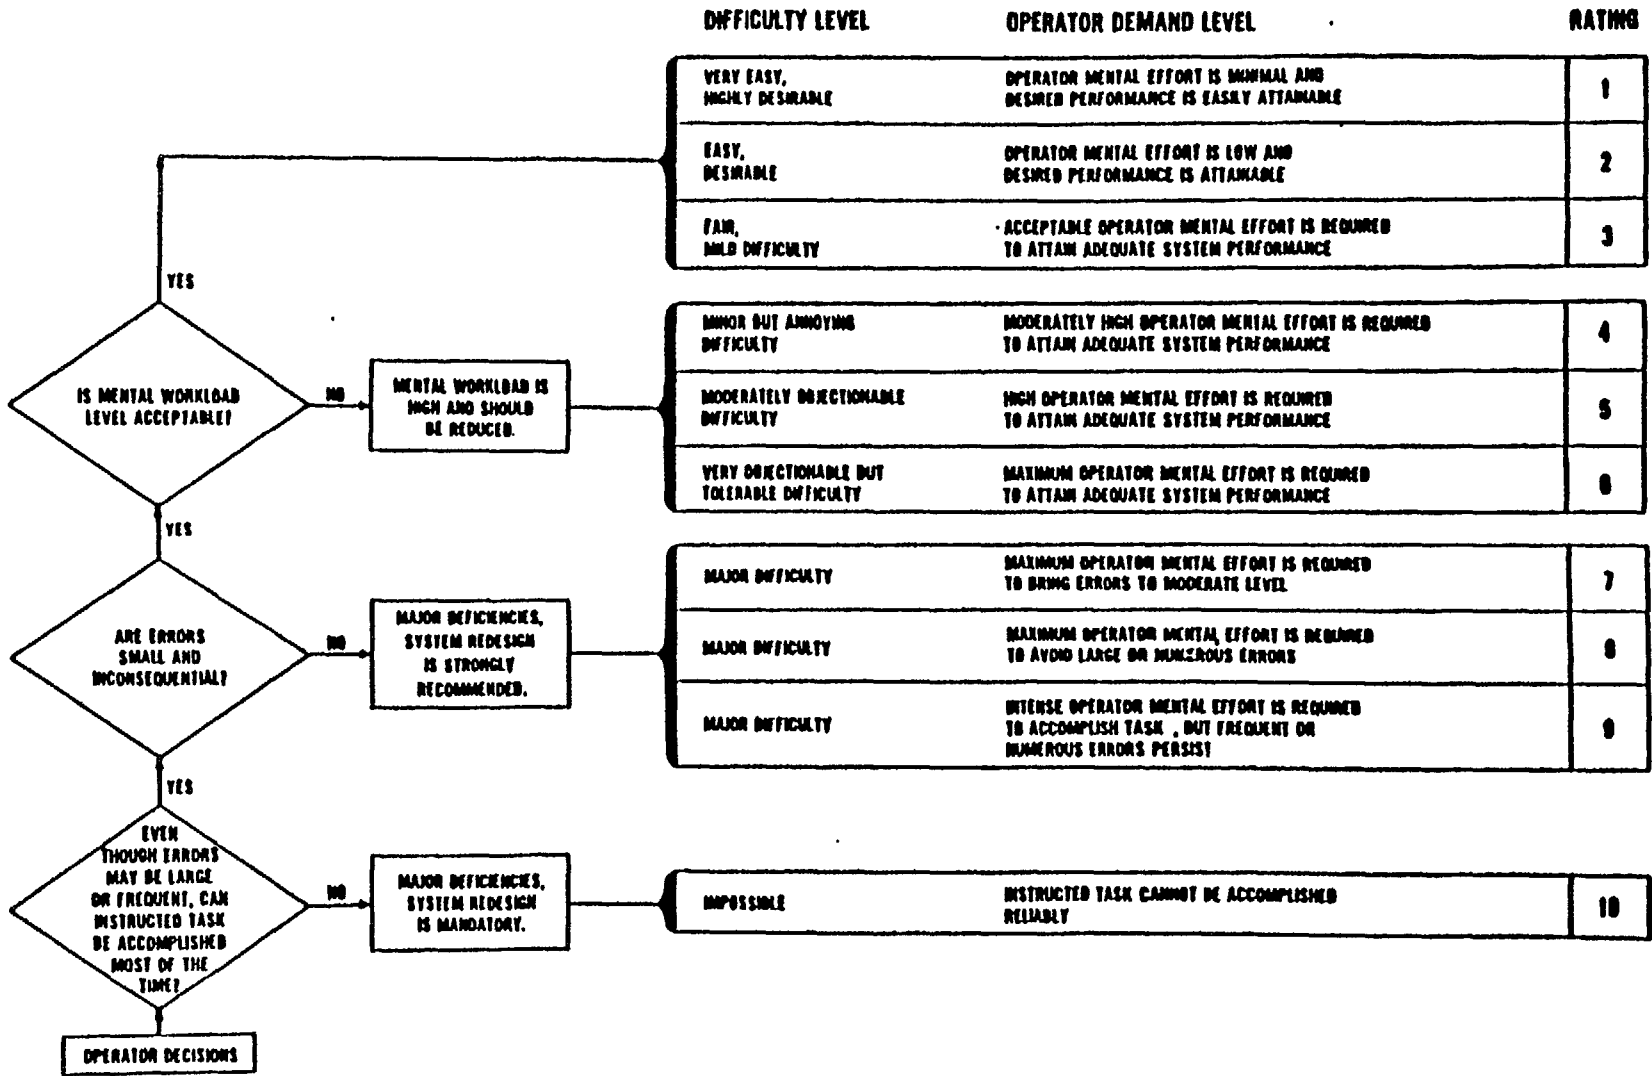 DIFFICULTY LEVEL
OPERATOR DEMAND LEVEL
RATING
VERY EASY,
HIGHLY DESIRABLE
OPERATOR MENTAL EFFORT IS MINIMAL AND
DESIRED PERFORMANCE IS EASILY ATTAINABLE
1
EASY,
DESIRABLE
OPERATOR MENTAL EFFORT IS LOW AND
DESIRED PERFORMANCE IS ATTAINABLE
2
FAIR,
MILD DIFFICULTY
ACCEPTABLE OPERATOR MENTAL EFFORT IS REQUIRED
TO ATTAIN ADEQUATE SYSTEM PERFORMANCE
3
YES
IS MENTAL WORKLOAD
LEVEL ACCEPTABLE?
NO
MENTAL WORKLOAD IS
HIGH AND SHOULD
BE REDUCED.
MINOR BUT ANNOYING
DIFFICULTY
MODERATELY HIGH OPERATOR MENTAL EFFORT IS REQUIRED
TO ATTAIN ADEQUATE SYSTEM PERFORMANCE
4
MODERATELY OBJECTIONABLE
DIFFICULTY
HIGH OPERATOR MENTAL EFFORT IS REQUIRED
TO ATTAIN ADEQUATE SYSTEM PERFORMANCE
5
VERY OBJECTIONABLE BUT
TOLERABLE DIFFICULTY
MAXIMUM OPERATOR MENTAL EFFORT IS REQUIRED
TO ATTAIN ADEQUATE SYSTEM PERFORMANCE
6
YES
ARE ERRORS
SMALL AND
INCONSEQUENTIAL?
NO
MAJOR DEFICIENCIES,
SYSTEM REDESIGN
IS STRONGLY
RECOMMENDED.
MAJOR DIFFICULTY
MAXIMUM OPERATOR MENTAL EFFORT IS REQUIRED
TO BRING ERRORS TO MODERATE LEVEL
7
MAJOR DIFFICULTY
MAXIMUM OPERATOR MENTAL EFFORT IS REQUIRED
TO AVOID LARGE OR NUMEROUS ERRORS
8
MAJOR DIFFICULTY
INTENSE OPERATOR MENTAL EFFORT IS REQUIRED
TO ACCOMPLISH TASK , BUT FREQUENT OR
NUMEROUS ERRORS PERSIST
9
YES
EVEN
THOUGH ERRORS
MAY BE LARGE
OR FREQUENT, CAN
INSTRUCTED TASK
BE ACCOMPLISHED
MOST OF THE
TIME?
NO
MAJOR DEFICIENCIES,
SYSTEM REDESIGN
IS MANDATORY.
IMPOSSIBLE
INSTRUCTED TASK CANNOT BE ACCOMPLISHED
RELIABLY
10
OPERATOR DECISIONS